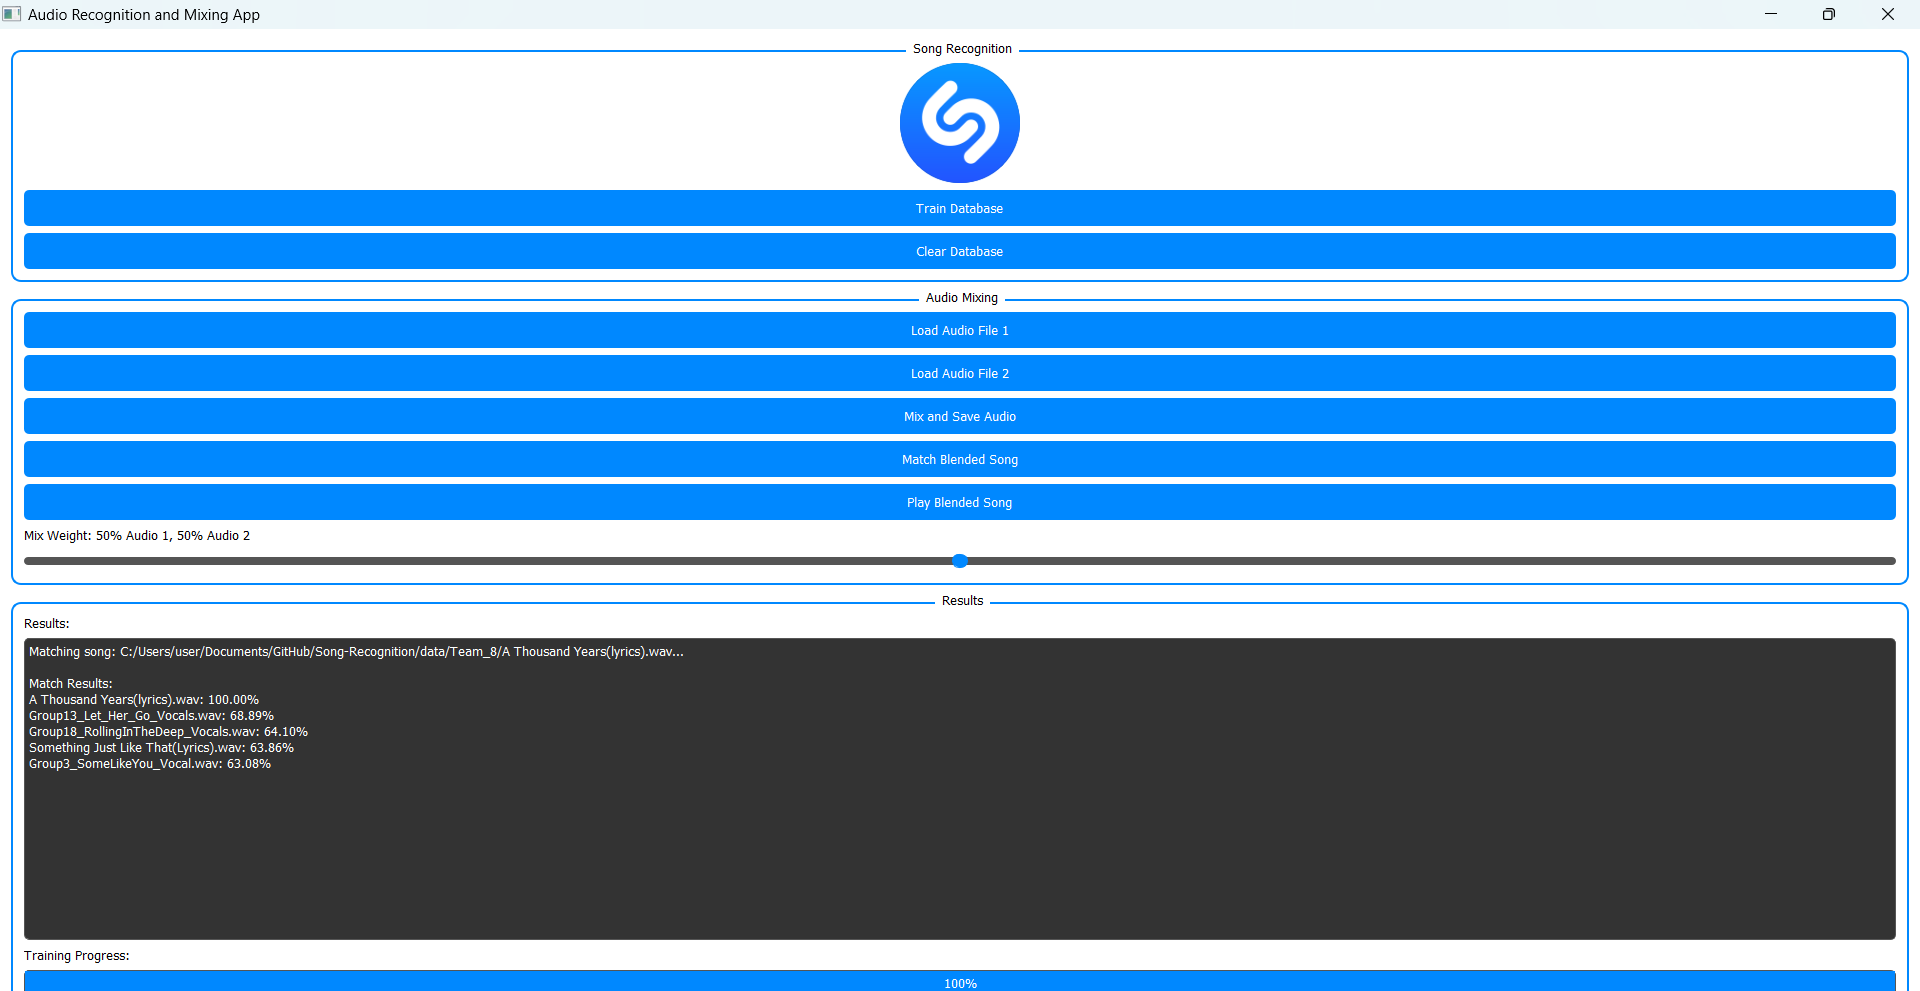 Audio Recognition and Mixing App
Song Recognition
Train Database
Clear Database
Audio Mixing
Load Audio File 1
Load Audio File 2
Mix and Save Audio
Match Blended Song
Play Blended Song
Mix Weight: 50% Audio 1, 50% Audio 2
Results
Results:
Matching song: C:/Users/user/Documents/GitHub/Song-Recognition/data/Team_8/A Thousand Years(lyrics).wav...
Match Results:
A Thousand Years(lyrics).wav: 100.00%
Group13_Let_Her_Go_Vocals.wav: 68.89%
Group18_RollingInTheDeep_Vocals.wav: 64.10%
Something Just Like That(Lyrics).wav: 63.86%
Group3_SomeLikeYou_Vocal.wav: 63.08%
Training Progress:
100%